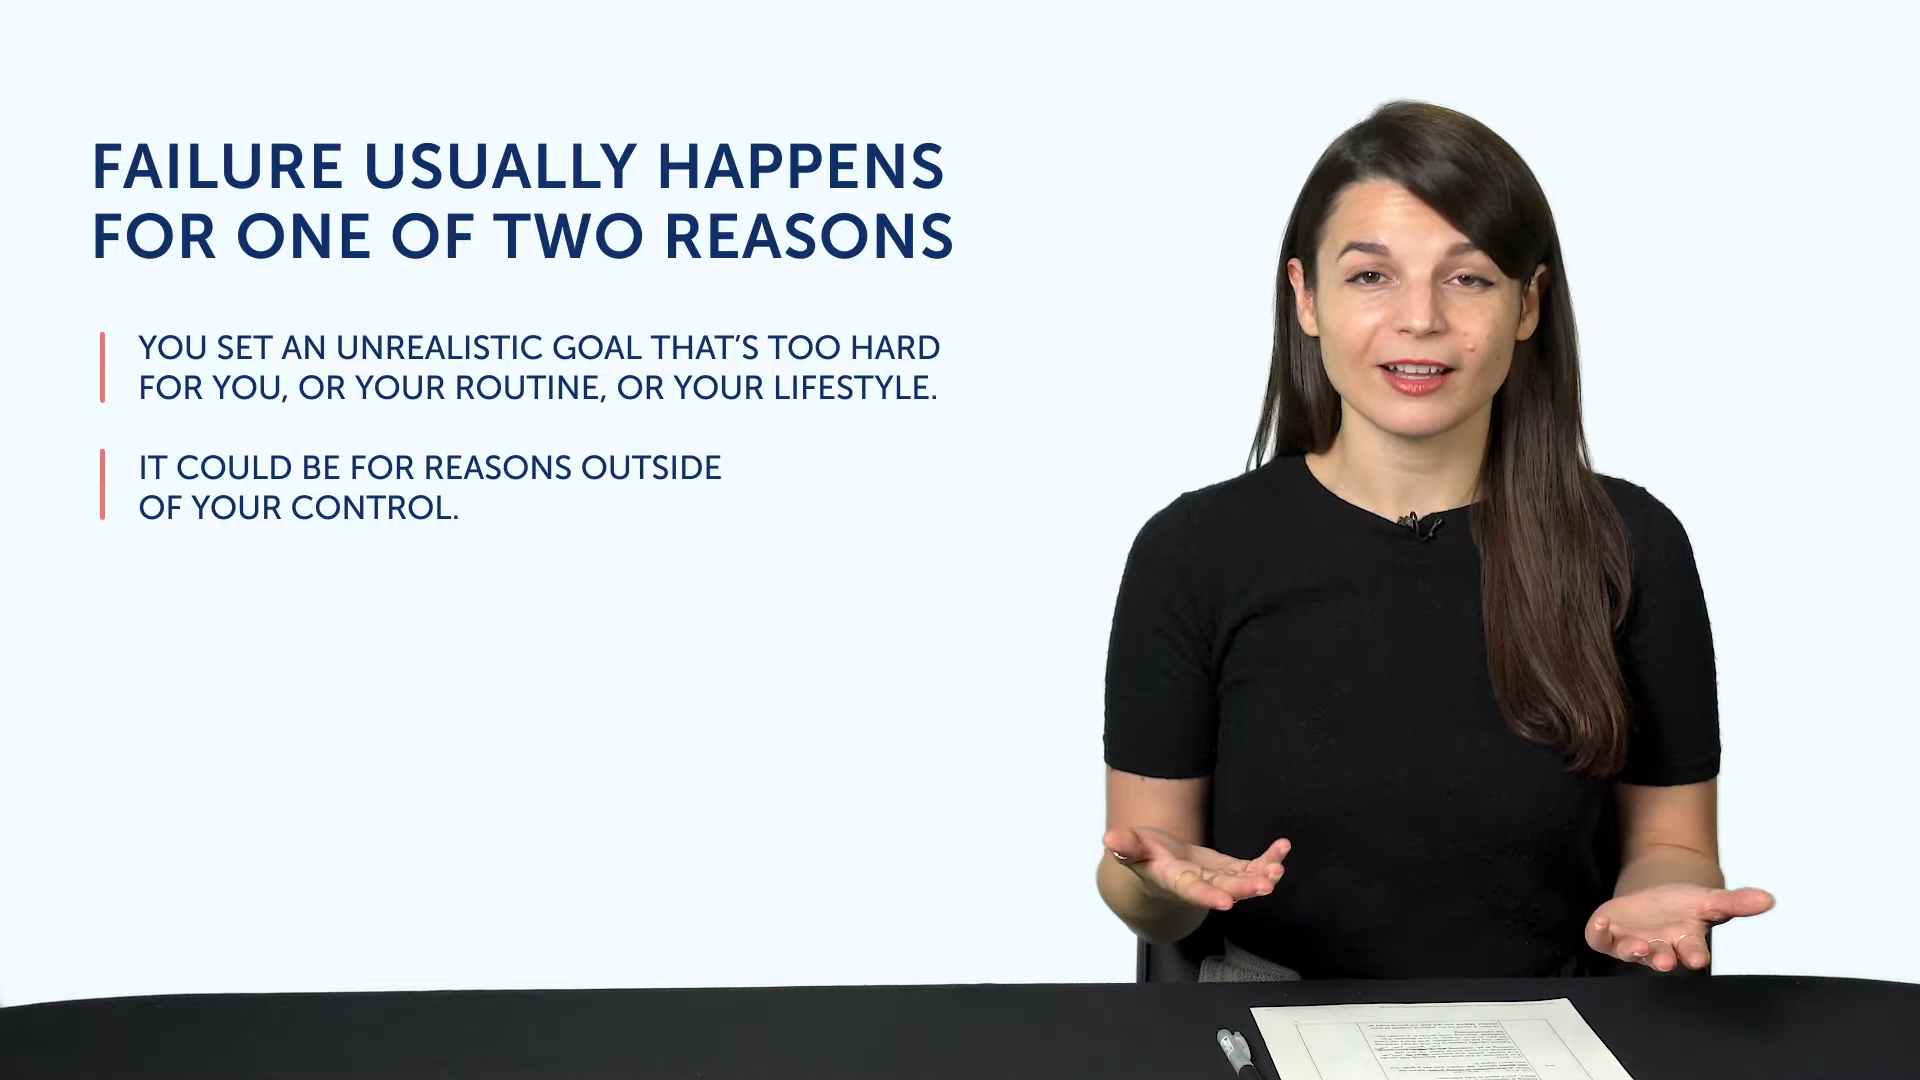 FAILURE USUALLY HAPPENS
FOR ONE OF TWO REASONS
YOU SET AN UNREALISTIC GOAL THAT’S TOO HARD
FOR YOU, OR YOUR ROUTINE, OR YOUR LIFESTYLE.
IT COULD BE FOR REASONS OUTSIDE
OF YOUR CONTROL.